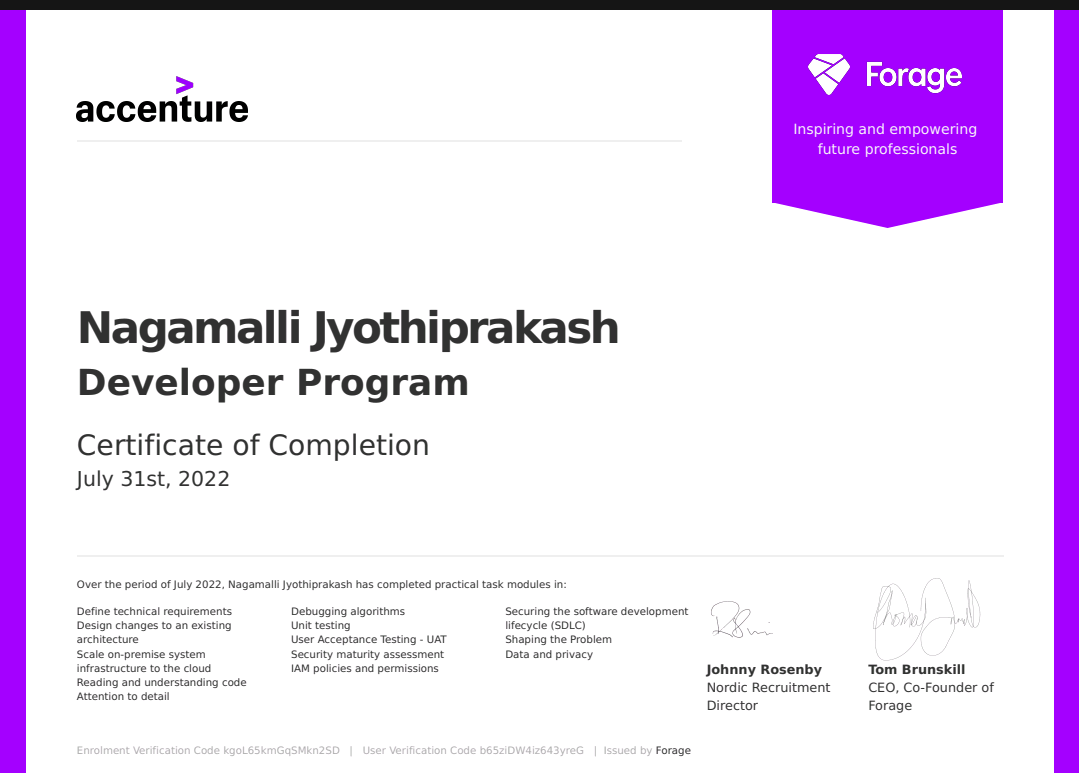 accenture
Forage
Inspiring and empowering
future professionals
Nagamalli Jyothiprakash
Developer Program
Certificate of Completion
July 31st, 2022
Over the period of July 2022, Nagamalli Jyothiprakash has completed practical task modules in:
Define technical requirements
Design changes to an existing
architecture
Scale on-premise system
infrastructure to the cloud
Reading and understanding code
Attention to detail
Debugging algorithms
Unit testing
User Acceptance Testing - UAT
Security maturity assessment
IAM policies and permissions
Securing the software development
lifecycle (SDLC)
Shaping the Problem
Data and privacy
Johnny Rosenby
Nordic Recruitment
Director
Tom Brunskill
CEO, Co-Founder of
Forage
Enrolment Verification Code kgoL65kmGqSMkn2SD | User Verification Code b65ziDW4iz643yreG | Issued by Forage